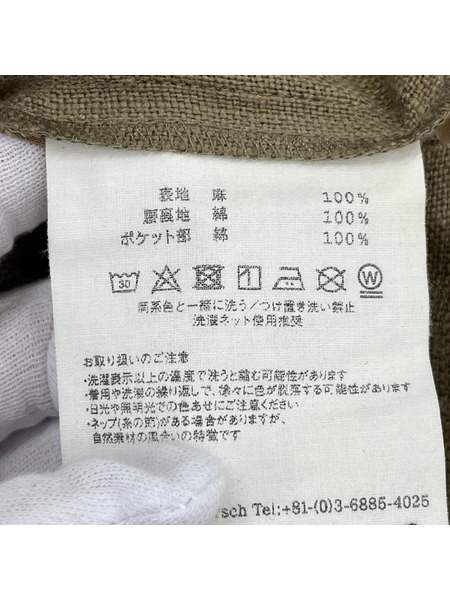 表地 麻 100%
腰裏地 綿 100%
ポケット部 綿 100%
30
W
同系色と一緒に洗う/つけ置き洗い禁止
洗濯ネット使用推奨
お取り扱いのご注意
・洗濯表示以上の温度で洗うと縮む可能性があります
・着用や洗濯の繰り返しで、徐々に色が脱落する可能性があります
・日光や照明光での色あせにご注意ください
・ネップ(糸の節)がある場合がありますが、
自然素材の風合いの特徴です
rsch Tel:+81-(0)3-6885-4025